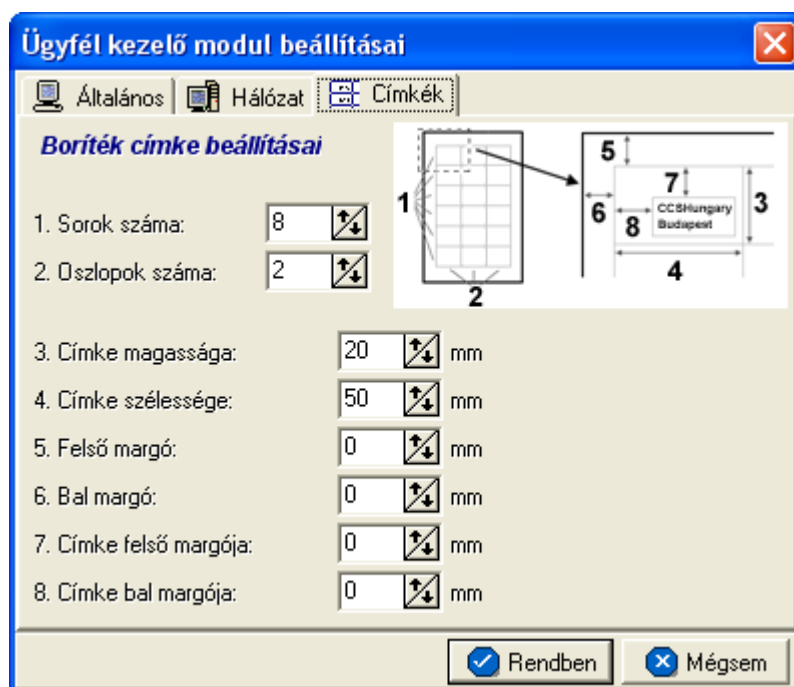 Ügyfél kezelő modul beállításai
Általános Hálózat Címkék
Boríték címke beállításai
1. Sorok száma: 8
2. Oszlopok száma: 2
1
2
5
7
6
8
3
4
CCSHungary
Budapest
3. Címke magassága: 20 mm
4. Címke szélessége: 50 mm
5. Felső margó: 0 mm
6. Bal margó: 0 mm
7. Címke felső margója: 0 mm
8. Címke bal margója: 0 mm
Rendben Mégsem